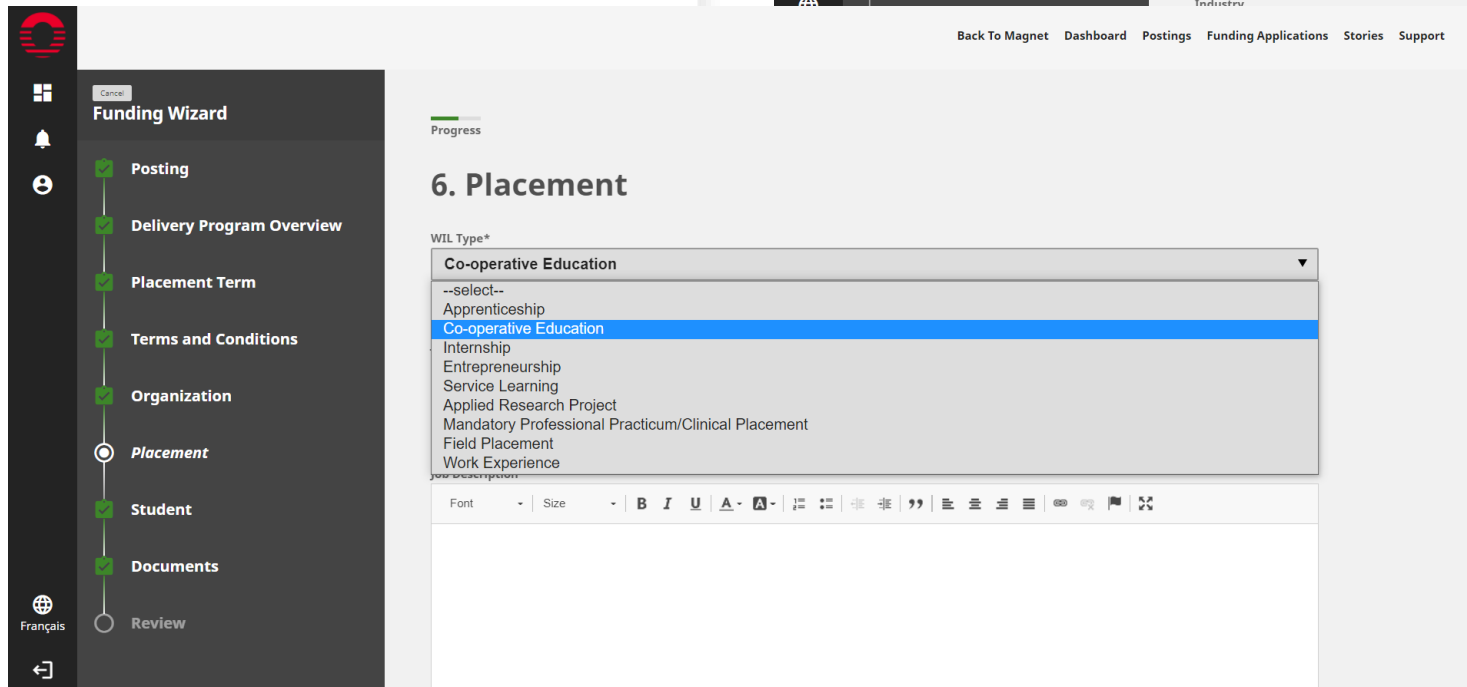 Industry
Back To Magnet Dashboard Postings Funding Applications Stories Support
Cancel
Funding Wizard
Posting
Delivery Program Overview
Placement Term
Terms and Conditions
Organization
Placement
Student
Documents
Review
Français
Progress
6. Placement
WIL Type*
Co-operative Education
--select--
Apprenticeship
Co-operative Education
Internship
Entrepreneurship
Service Learning
Applied Research Project
Mandatory Professional Practicum/Clinical Placement
Field Placement
Work Experience
Job Description
Font Size B I U A A